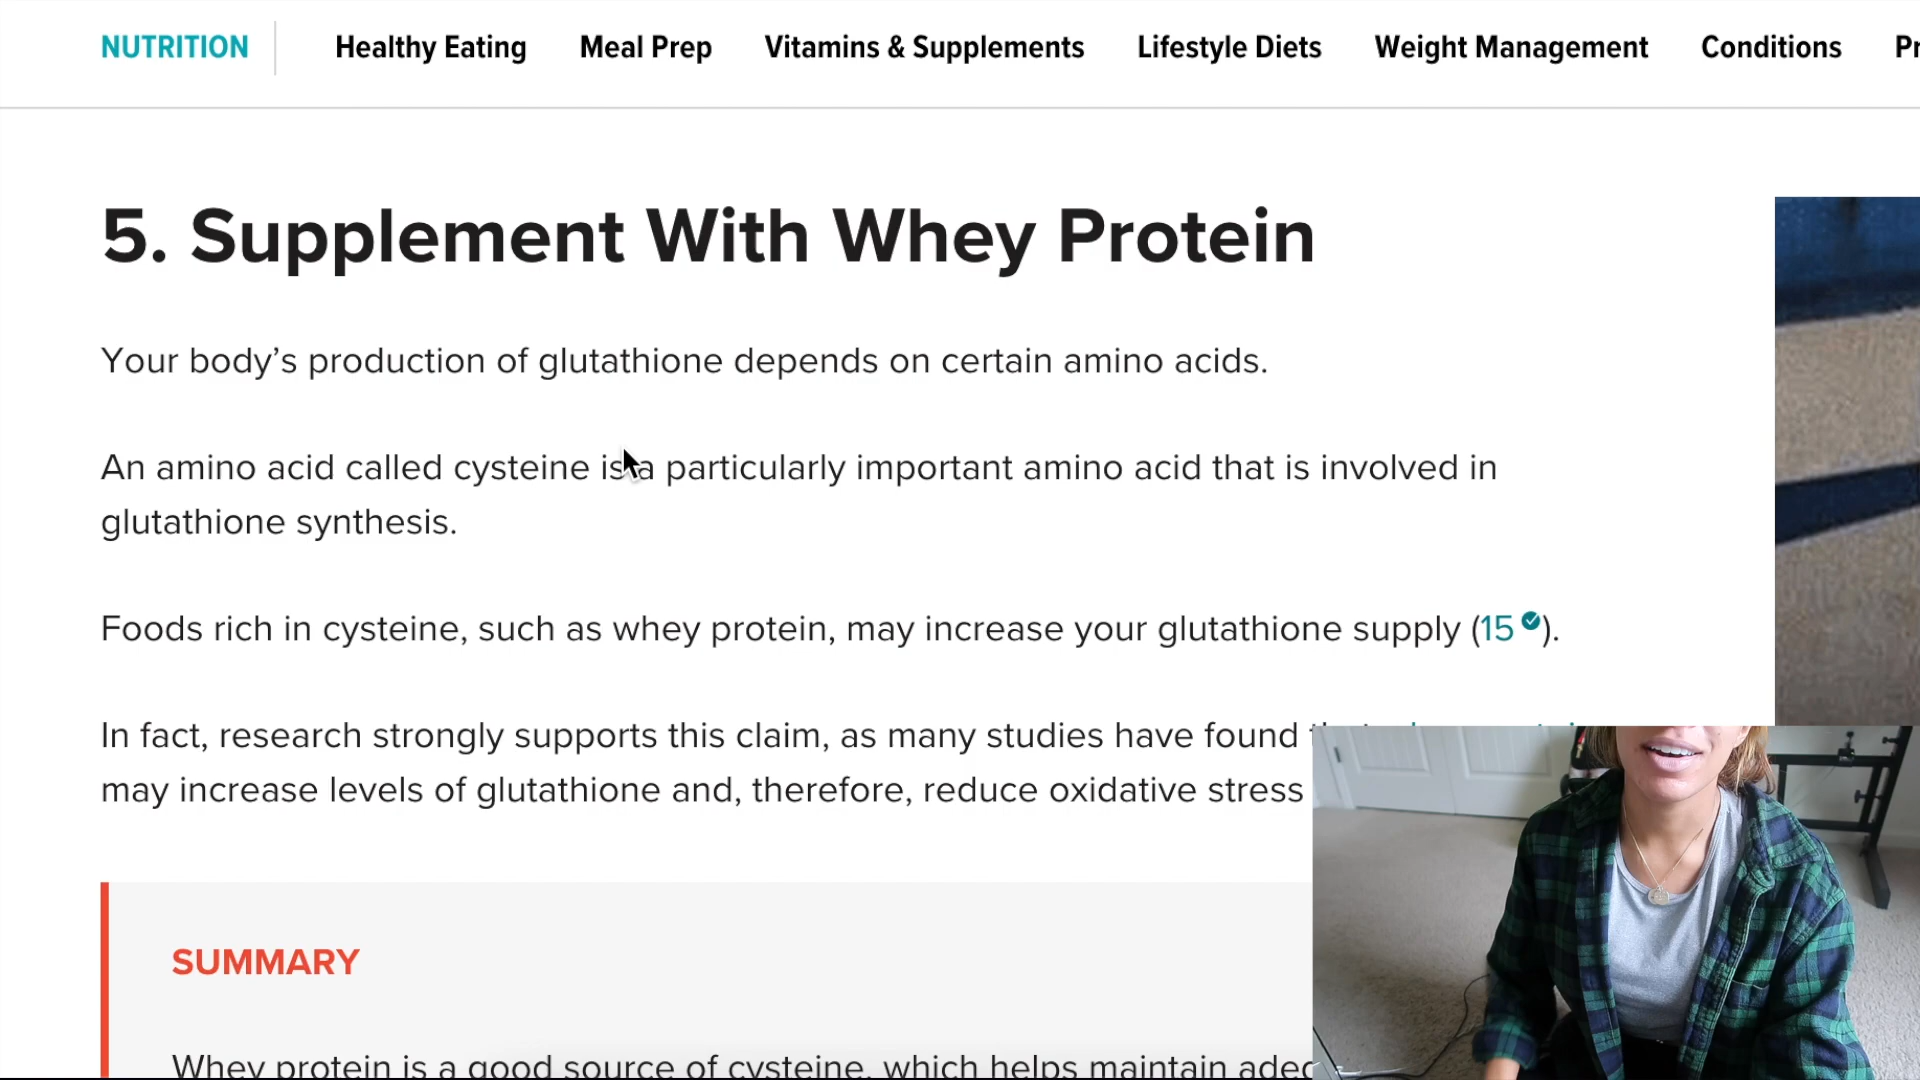 NUTRITION Healthy Eating Meal Prep Vitamins & Supplements Lifestyle Diets Weight Management Conditions
5. Supplement With Whey Protein
Your body’s production of glutathione depends on certain amino acids.
An amino acid called cysteine is a particularly important amino acid that is involved in
glutathione synthesis.
Foods rich in cysteine, such as whey protein, may increase your glutathione supply (15).
In fact, research strongly supports this claim, as many studies have found
may increase levels of glutathione and, therefore, reduce oxidative stress
SUMMARY
Whey protein is a good source of cysteine, which helps maintain